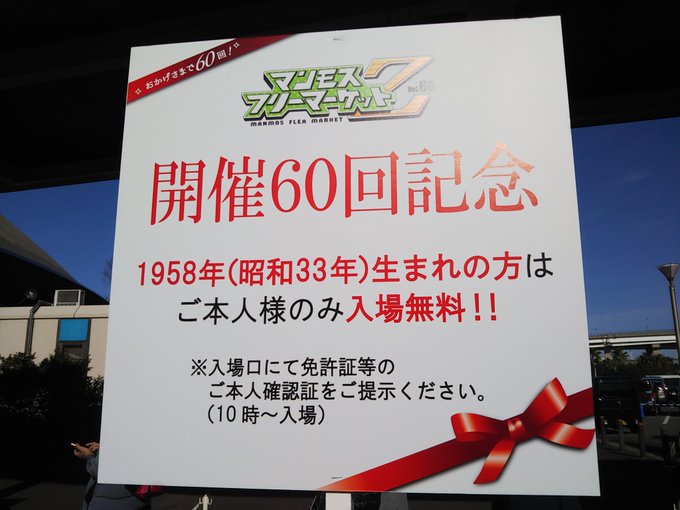 おかげさまで60回!
マンモス
フリーマーケットZ
Vol.60
MANMOS FLEA MARKET
開催60回記念
1958年(昭和33年)生まれの方は
ご本人様のみ入場無料!!
※入場口にて免許証等の
ご本人確認証をご提示ください。
(10時～入場)